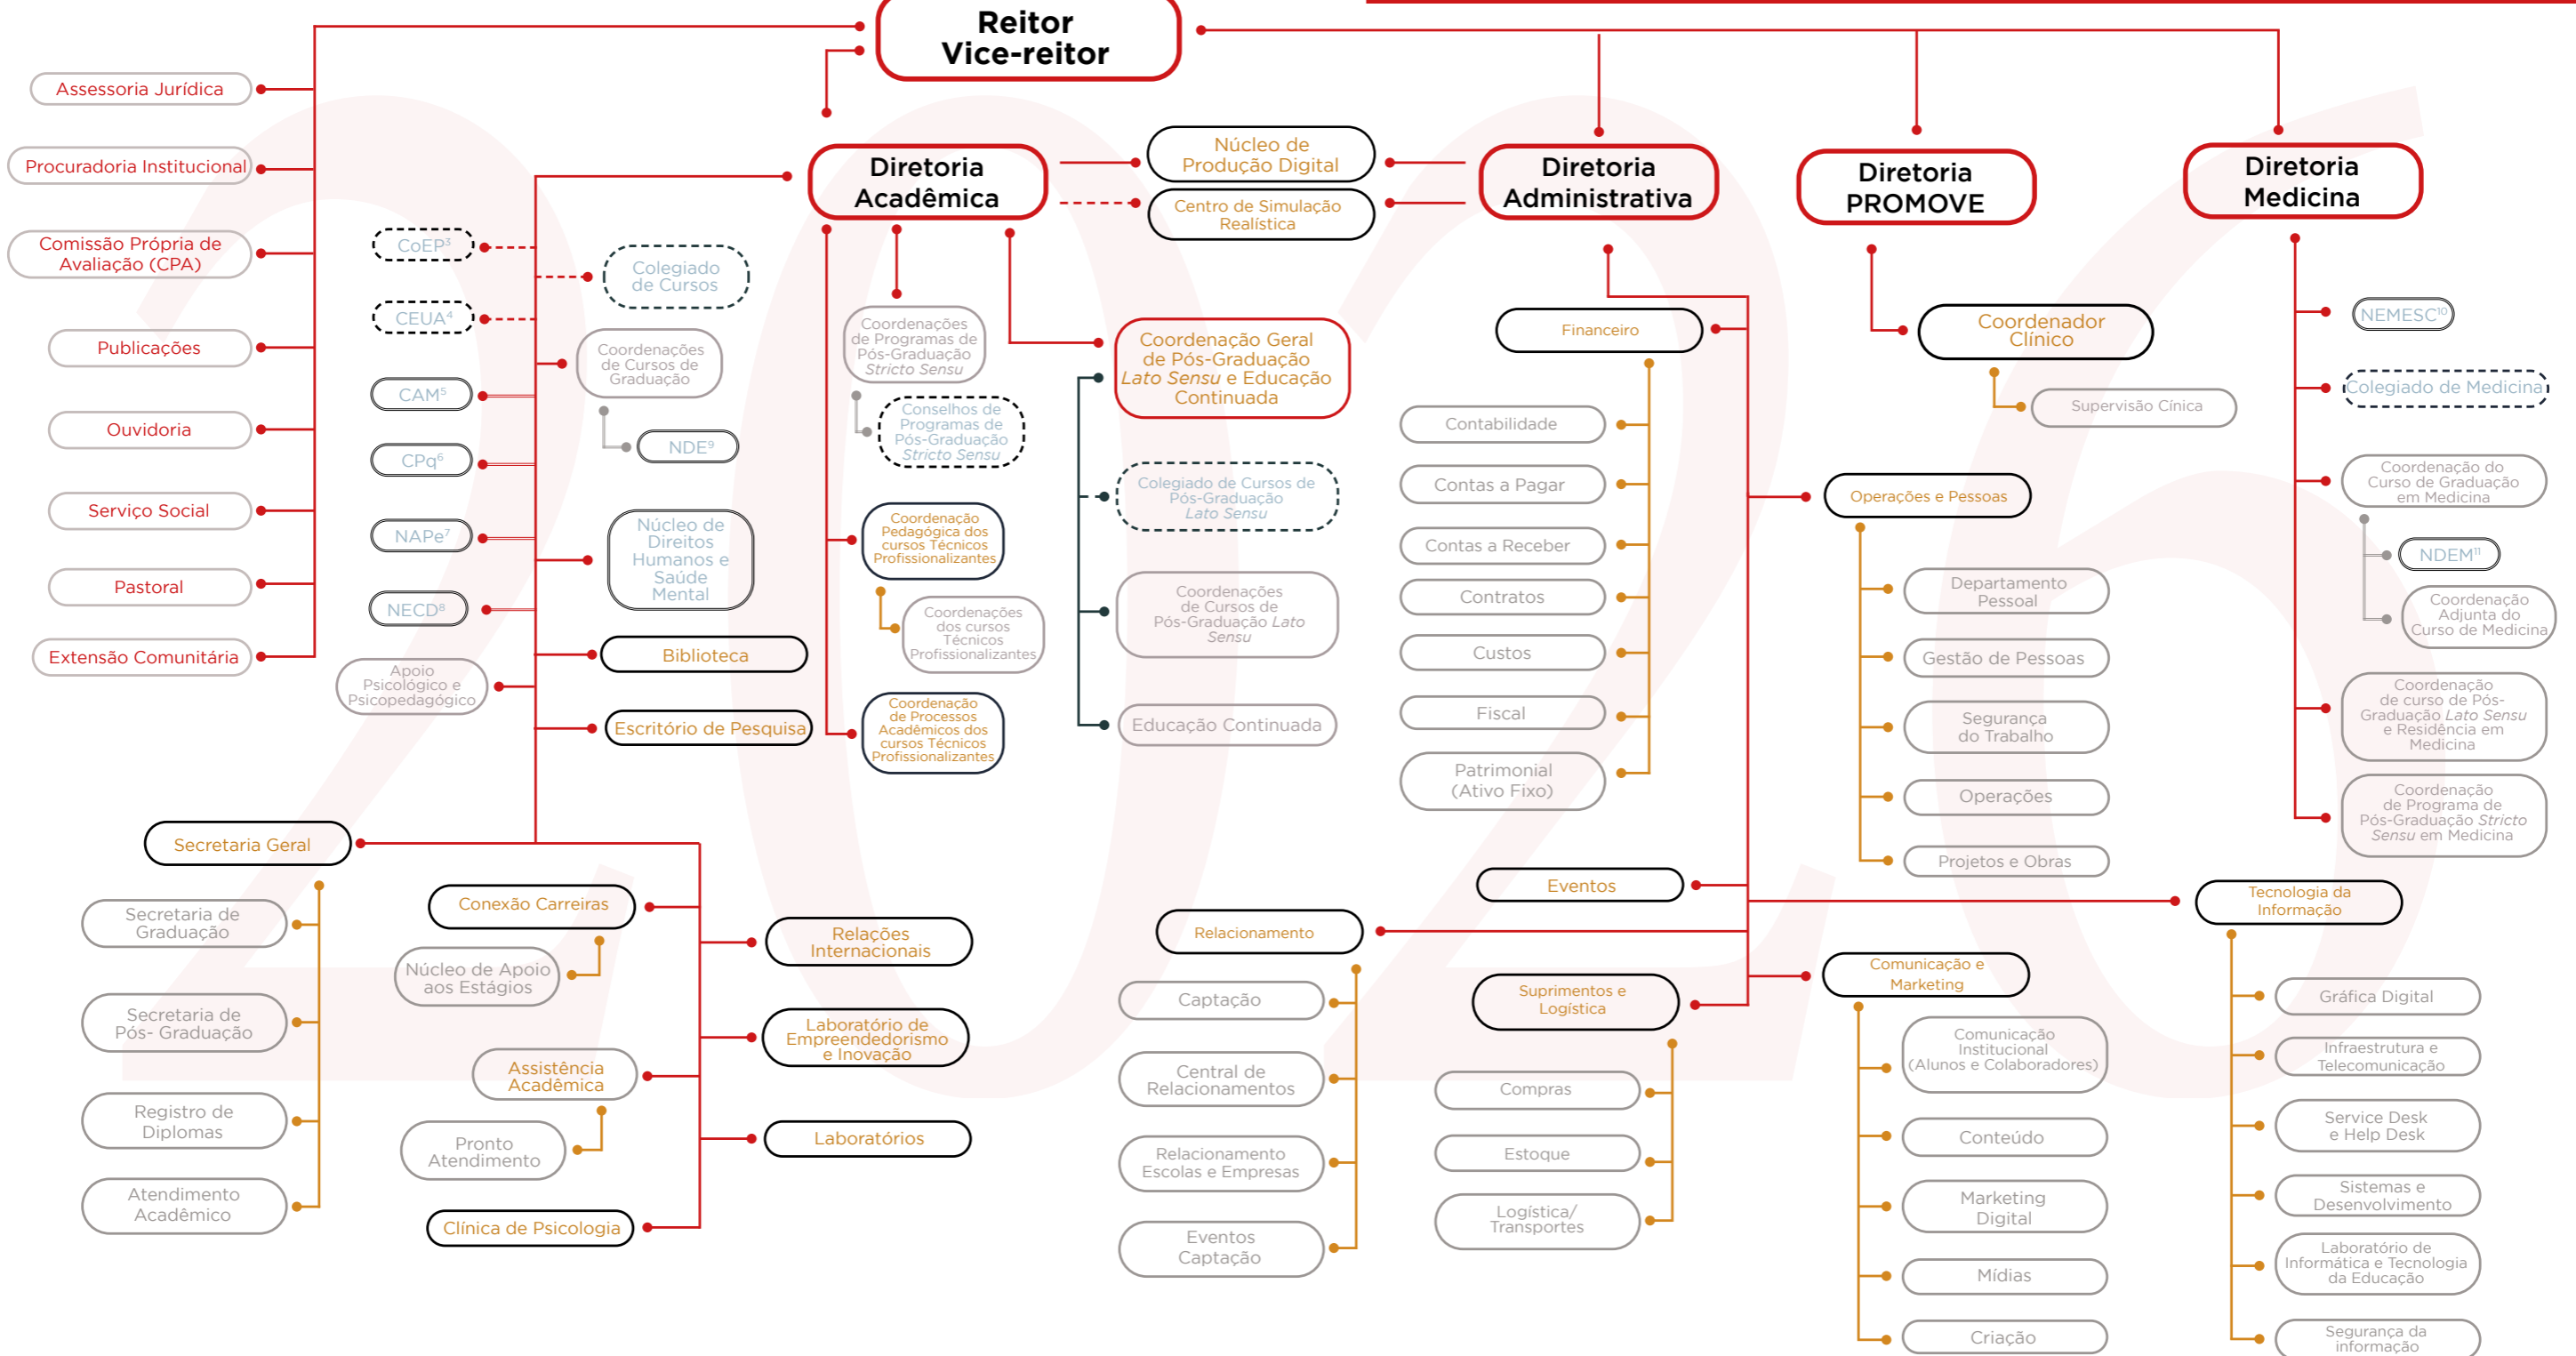 Reitor
Vice-reitor
Assessoria Jurídica
Procuradoria Institucional
Comissão Própria de
Avaliação (CPA)
Publicações
Ouvidoria
Serviço Social
Pastoral
Extensão Comunitária
Diretoria
Acadêmica
Núcleo de
Produção Digital
Centro de Simulação
Realística
Diretoria
Administrativa
Diretoria
PROMOVE
Diretoria
Medicina
CoEP³
CEUA⁴
CAM⁵
CPq⁶
NAPe⁷
NECD⁸
Apoio
Psicológico e
Psicopedagógico
Colegiado
de Cursos
Coordenações
de Cursos de
Graduação
NDE⁹
Núcleo de
Direitos
Humanos e
Saúde
Mental
Biblioteca
Escritório de Pesquisa
Coordenações
de Programas de
Pós-Graduação
Stricto Sensu
Conselhos de
Programas de
Pós-Graduação
Stricto Sensu
Coordenação
Pedagógica dos
cursos Técnicos
Profissionalizantes
Coordenações
dos cursos
Técnicos
Profissionalizantes
Coordenação
de Processos
Acadêmicos dos
cursos Técnicos
Profissionalizantes
Coordenação Geral
de Pós-Graduação
Lato Sensu e Educação
Continuada
Colegiado de Cursos de
Pós-Graduação
Lato Sensu
Coordenações
de Cursos de
Pós-Graduação Lato
Sensu
Educação Continuada
Financeiro
Contabilidade
Contas a Pagar
Contas a Receber
Contratos
Custos
Fiscal
Patrimonial
(Ativo Fixo)
Coordenador
Clínico
Supervisão Cínica
Operações e Pessoas
Departamento
Pessoal
Gestão de Pessoas
Segurança
do Trabalho
Operações
Projetos e Obras
NEMESC¹⁰
Colegiado de Medicina
Coordenação do
Curso de Graduação
em Medicina
NDEM¹¹
Coordenação
Adjunta do
Curso de Medicina
Coordenação
de curso de Pós-
Graduação Lato Sensu
e Residência em
Medicina
Coordenação
de Programa de
Pós-Graduação Stricto
Sensu em Medicina
Secretaria Geral
Secretaria de
Graduação
Secretaria de
Pós- Graduação
Registro de
Diplomas
Atendimento
Acadêmico
Conexão Carreiras
Núcleo de Apoio
aos Estágios
Assistência
Acadêmica
Pronto
Atendimento
Clínica de Psicologia
Relações
Internacionais
Laboratório de
Empreendedorismo
e Inovação
Laboratórios
Eventos
Relacionamento
Captação
Central de
Relacionamentos
Relacionamento
Escolas e Empresas
Eventos
Captação
Suprimentos e
Logística
Compras
Estoque
Logística/
Transportes
Comunicação e
Marketing
Comunicação
Institucional
(Alunos e Colaboradores)
Conteúdo
Marketing
Digital
Mídias
Criação
Tecnologia da
Informação
Gráfica Digital
Infraestrutura e
Telecomunicação
Service Desk
e Help Desk
Sistemas e
Desenvolvimento
Laboratório de
Informática e Tecnologia
da Educação
Segurança da
informação
2026